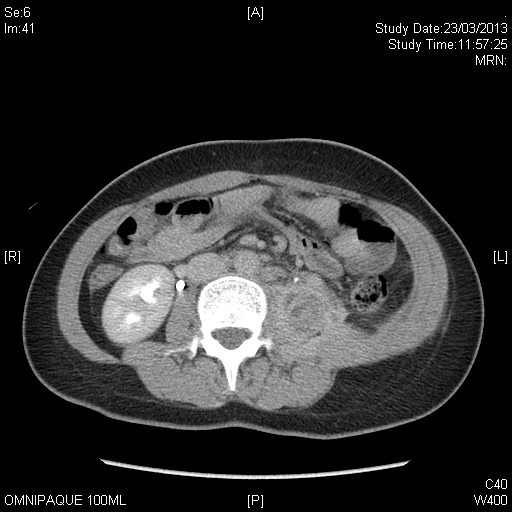 Se:6
Im:41
[A]
Study Date:23/03/2013
Study Time:11:57:25
MRN:
[R]
[L]
OMNIPAQUE 100ML
[P]
C40
W400